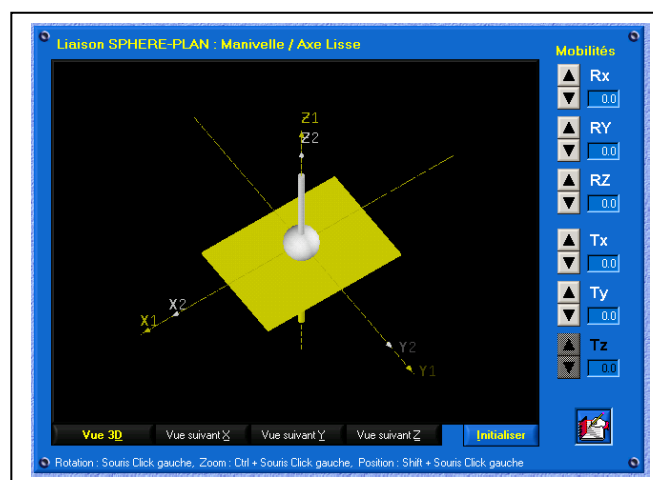 Liaison SPHERE-PLAN : Manivelle / Axe Lisse
Mobilités
Rx
0.0
RY
0.0
RZ
0.0
Tx
0.0
Ty
0.0
Tz
0.0
Z1
Z2
X1
X2
Y2
Y1
Vue 3D
Vue suivant X
Vue suivant Y
Vue suivant Z
Initialiser
Rotation : Souris Click gauche, Zoom : Ctrl + Souris Click gauche, Position : Shift + Souris Click gauche